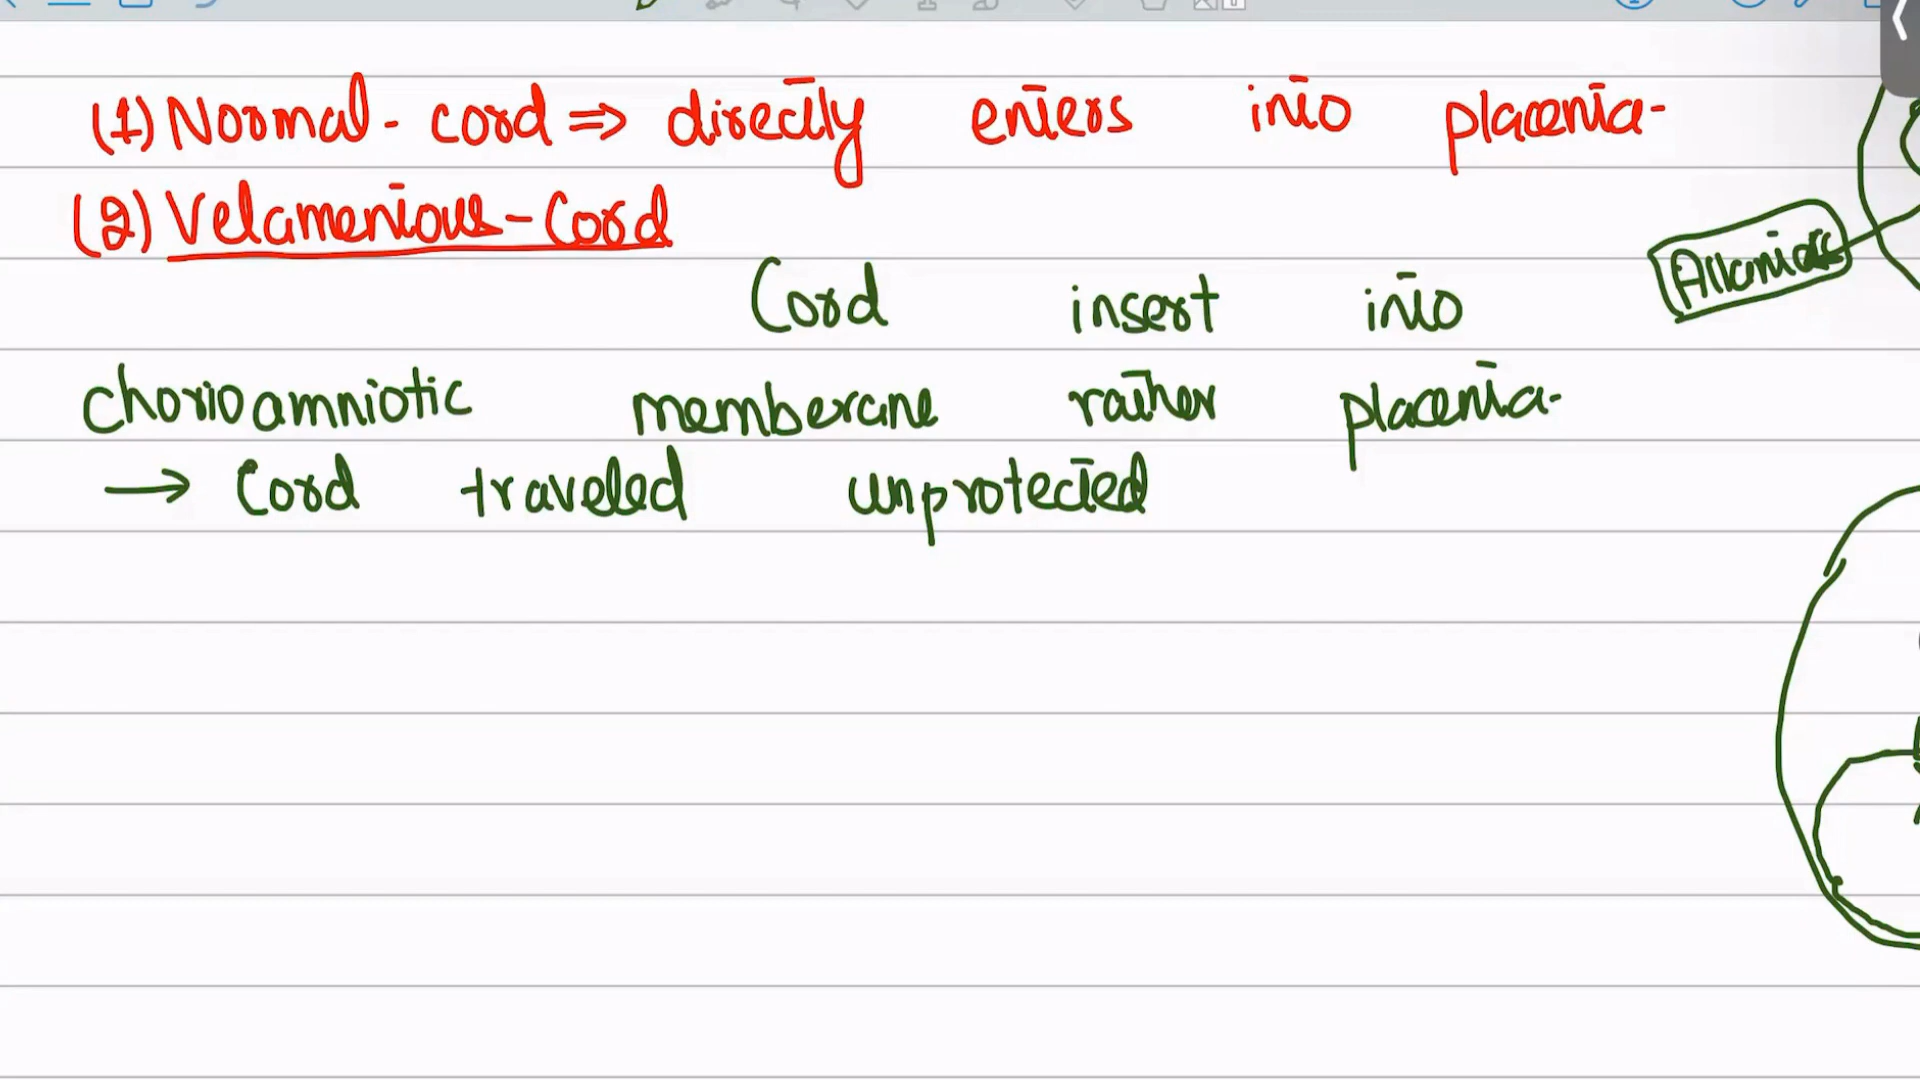 (1) Normal - cord ⇒ directly enters into placenta -
(2) Velamentous - Cord
Allantois
Cord insert into
chorioamniotic memberane rather placenta -
→ Cord traveled unprotected